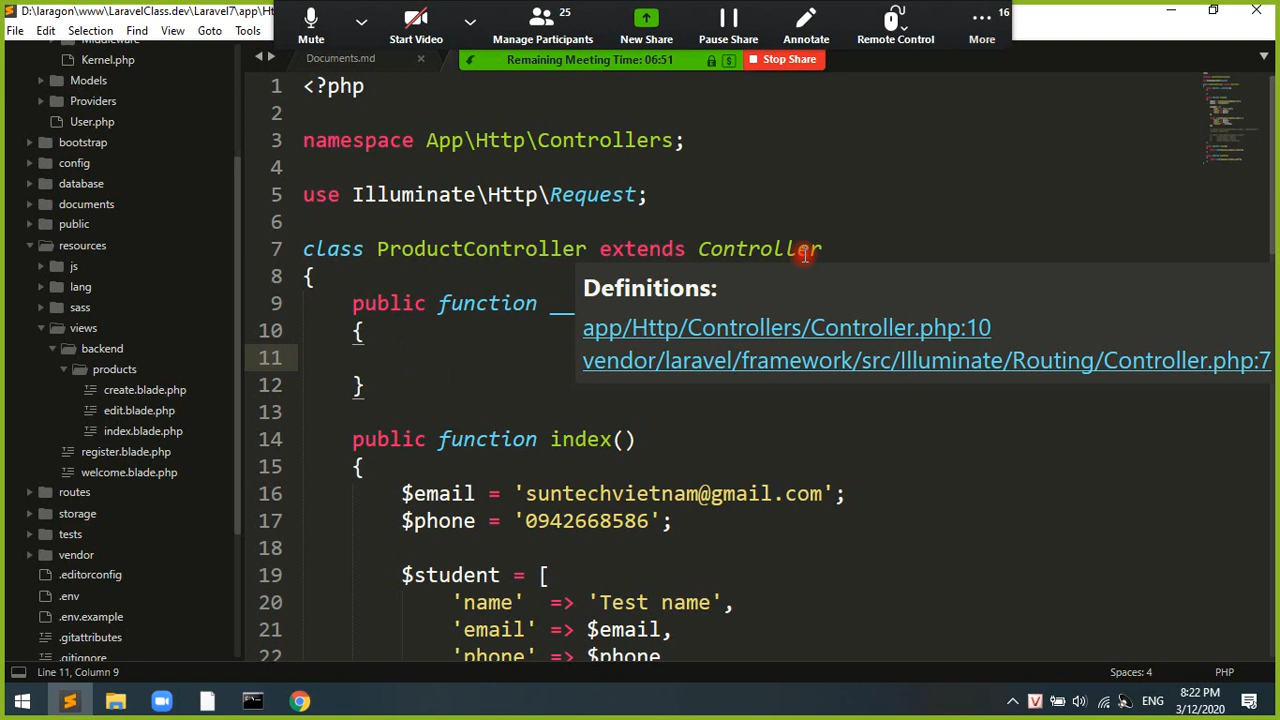 D:\laragon\www\LaravelClass.dev\Laravel7\app\Ht
File Edit Selection Find View Goto Tools
Mute
Start Video
25
Manage Participants
New Share
Pause Share
Annotate
Remote Control
16
More
Remaining Meeting Time: 06:51
Stop Share
Documents.md
Kernel.php
Models
Providers
User.php
bootstrap
config
database
documents
public
resources
js
lang
sass
views
backend
products
create.blade.php
edit.blade.php
index.blade.php
register.blade.php
welcome.blade.php
routes
storage
tests
vendor
.editorconfig
.env
.env.example
.gitattributes
.gitignore
1 <?php
2
3 namespace App\Http\Controllers;
4
5 use Illuminate\Http\Request;
6
7 class ProductController extends Controller
8 {
9 public function __
10 {
11
12 }
13
14 public function index()
15 {
16 $email = 'suntechvietnam@gmail.com';
17 $phone = '0942668586';
18
19 $student = [
20 'name' => 'Test name',
21 'email' => $email,
22 'phone' => $phone
Definitions:
app/Http/Controllers/Controller.php:10
vendor/laravel/framework/src/Illuminate/Routing/Controller.php:7
Line 11, Column 9
Spaces: 4
PHP
ENG
8:22 PM
3/12/2020